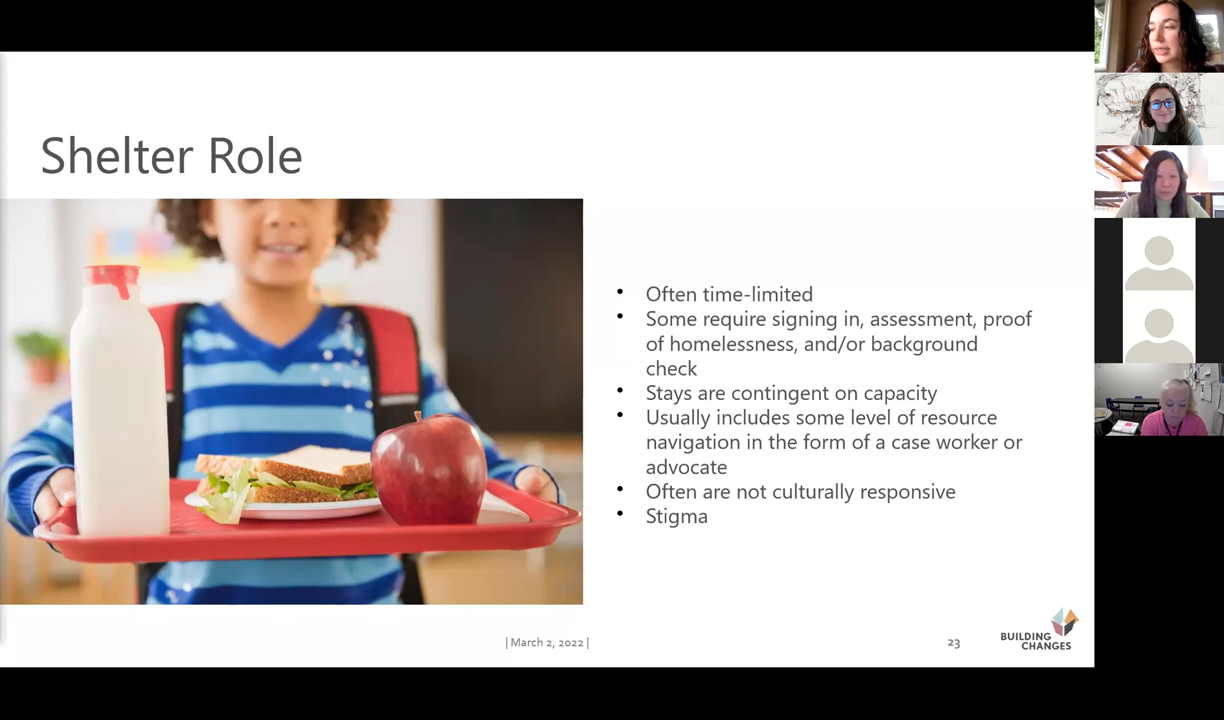 Shelter Role
• Often time-limited
• Some require signing in, assessment, proof
of homelessness, and/or background
check
• Stays are contingent on capacity
• Usually includes some level of resource
navigation in the form of a case worker or
advocate
• Often are not culturally responsive
• Stigma
| March 2, 2022 |
23
BUILDING
CHANGES